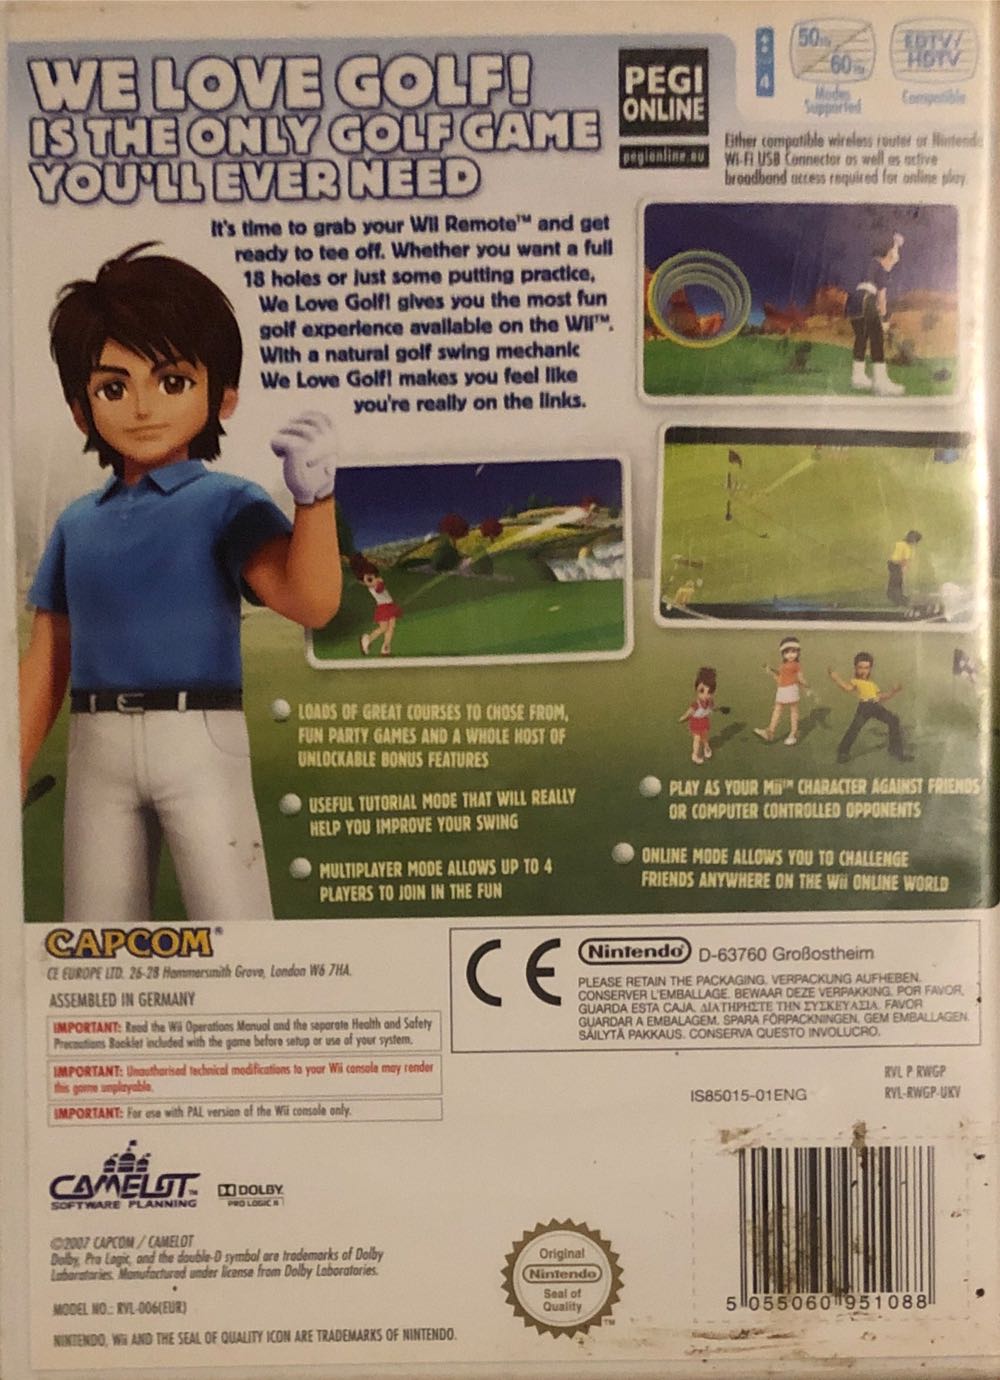 WE LOVE GOLF!
IS THE ONLY GOLF GAME
YOU'LL EVER NEED
PEGI
ONLINE
pegionline.eu
4
50Hz
60Hz
Modes
Supported
EDTV/
HDTV
Compatible
Either compatible wireless router or Nintendo
Wi-Fi USB Connector as well as active
broadband access required for online play.
It's time to grab your Wii Remote™ and get
ready to tee off. Whether you want a full
18 holes or just some putting practice,
We Love Golf! gives you the most fun
golf experience available on the Wii™.
With a natural golf swing mechanic
We Love Golf! makes you feel like
you're really on the links.
LOADS OF GREAT COURSES TO CHOSE FROM,
FUN PARTY GAMES AND A WHOLE HOST OF
UNLOCKABLE BONUS FEATURES
USEFUL TUTORIAL MODE THAT WILL REALLY
HELP YOU IMPROVE YOUR SWING
MULTIPLAYER MODE ALLOWS UP TO 4
PLAYERS TO JOIN IN THE FUN
PLAY AS YOUR Mii™ CHARACTER AGAINST FRIENDS
OR COMPUTER CONTROLLED OPPONENTS
ONLINE MODE ALLOWS YOU TO CHALLENGE
FRIENDS ANYWHERE ON THE Wii ONLINE WORLD
CAPCOM®
CE EUROPE LTD. 26-28 Hammersmith Grove, London W6 7HA.
ASSEMBLED IN GERMANY
IMPORTANT: Read the Wii Operations Manual and the separate Health and Safety
Precautions Booklet included with the game before setup or use of your system.
IMPORTANT: Unauthorised technical modifications to your Wii console may render
this game unplayable.
IMPORTANT: For use with PAL version of the Wii console only.
CE
Nintendo® D-63760 Großostheim
PLEASE RETAIN THE PACKAGING. VERPACKUNG AUFHEBEN.
CONSERVER L'EMBALLAGE. BEWAAR DEZE VERPAKKING. POR FAVOR,
GUARDA ESTA CAJA. ΔΙΑΤΗΡΗΣΤΕ ΤΗΝ ΣΥΣΚΕΥΑΣΙΑ. FAVOR
GUARDAR A EMBALAGEM. SPARA FÖRPACKNINGEN. GEM EMBALLAGEN.
SÄILYTÄ PAKKAUS. CONSERVA QUESTO INVOLUCRO.
RVL P RWGP
IS85015-01ENG
RVL-RWGP-UKV
CAMELOT™
SOFTWARE PLANNING
DOLBY
PRO LOGIC II
©2007 CAPCOM / CAMELOT
Dolby, Pro Logic, and the double-D symbol are trademarks of Dolby
Laboratories. Manufactured under license from Dolby Laboratories.
MODEL NO.: RVL-006(EUR)
NINTENDO, Wii AND THE SEAL OF QUALITY ICON ARE TRADEMARKS OF NINTENDO.
Original
Nintendo
Seal of
Quality
TM
5 055060 951088